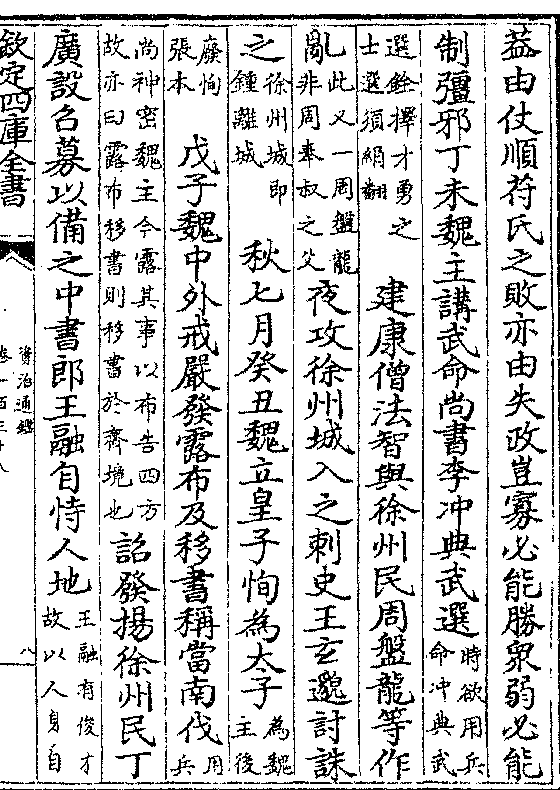 葢由仗順苻氏之敗亦由失政豈寡必能勝衆弱必能
制彊邪丁未魏主講武命尚書李冲典武選
時欲用兵
命冲典武
選銓擇才勇之
士選須絹翻
建康僧法智與徐州民周盤龍等作
亂
此又一周盤龍
非周奉叔之父
夜攻徐州城入之刺史王玄邈討誅
之
徐州城即
鍾離城
秋七月癸丑魏立皇子恂為太子
為魏
主後
廢恂
張本
戊子魏中外戒嚴發露布及移書稱當南伐
用
兵
尚神密魏主今露其事以布告四方
故亦曰露布移書則移書於齊境也
詔發揚徐州民丁
廣設召募以備之中書郎王融自恃人地
王融有俊才
故以人身自
欽定四庫全書
資治通鑑
卷一百三十八
八